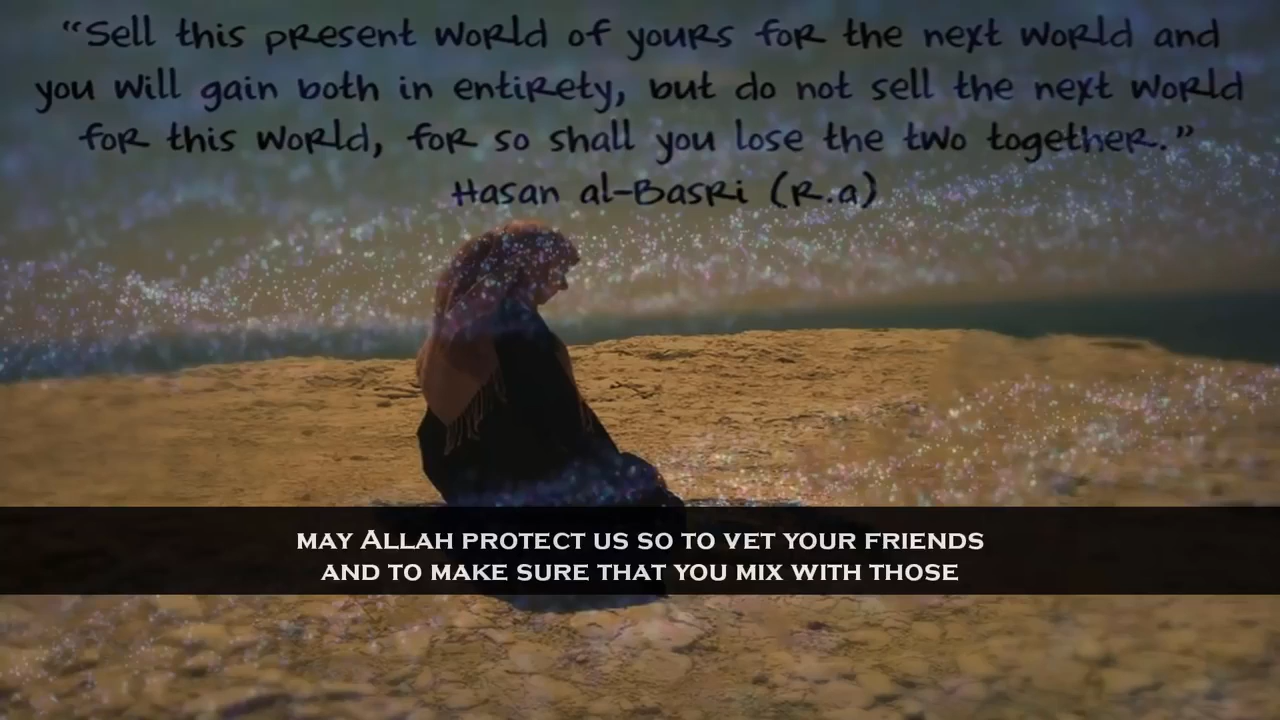 “Sell this present world of yours for the next world and
you will gain both in entirety, but do not sell the next world
for this world, for so shall you lose the two together.”
Hasan al-Basri (R.a)
MAY ALLAH PROTECT US SO TO VET YOUR FRIENDS
AND TO MAKE SURE THAT YOU MIX WITH THOSE